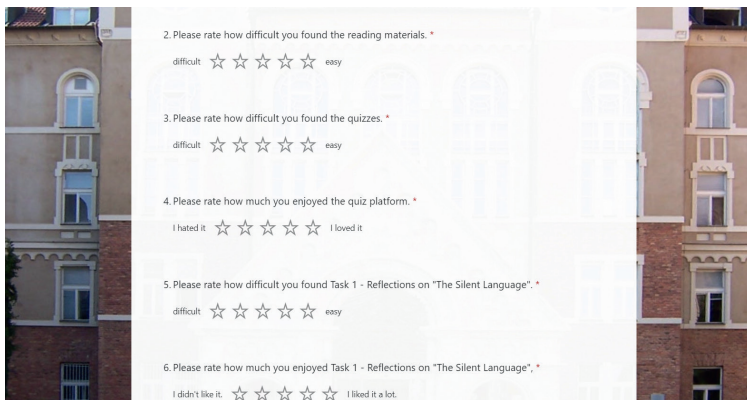 2. Please rate how difficult you found the reading materials. *
difficult easy
3. Please rate how difficult you found the quizzes. *
difficult easy
4. Please rate how much you enjoyed the quiz platform. *
I hated it I loved it
5. Please rate how difficult you found Task 1 - Reflections on "The Silent Language". *
difficult easy
6. Please rate how much you enjoyed Task 1 - Reflections on "The Silent Language", *
I didn't like it. I liked it a lot.